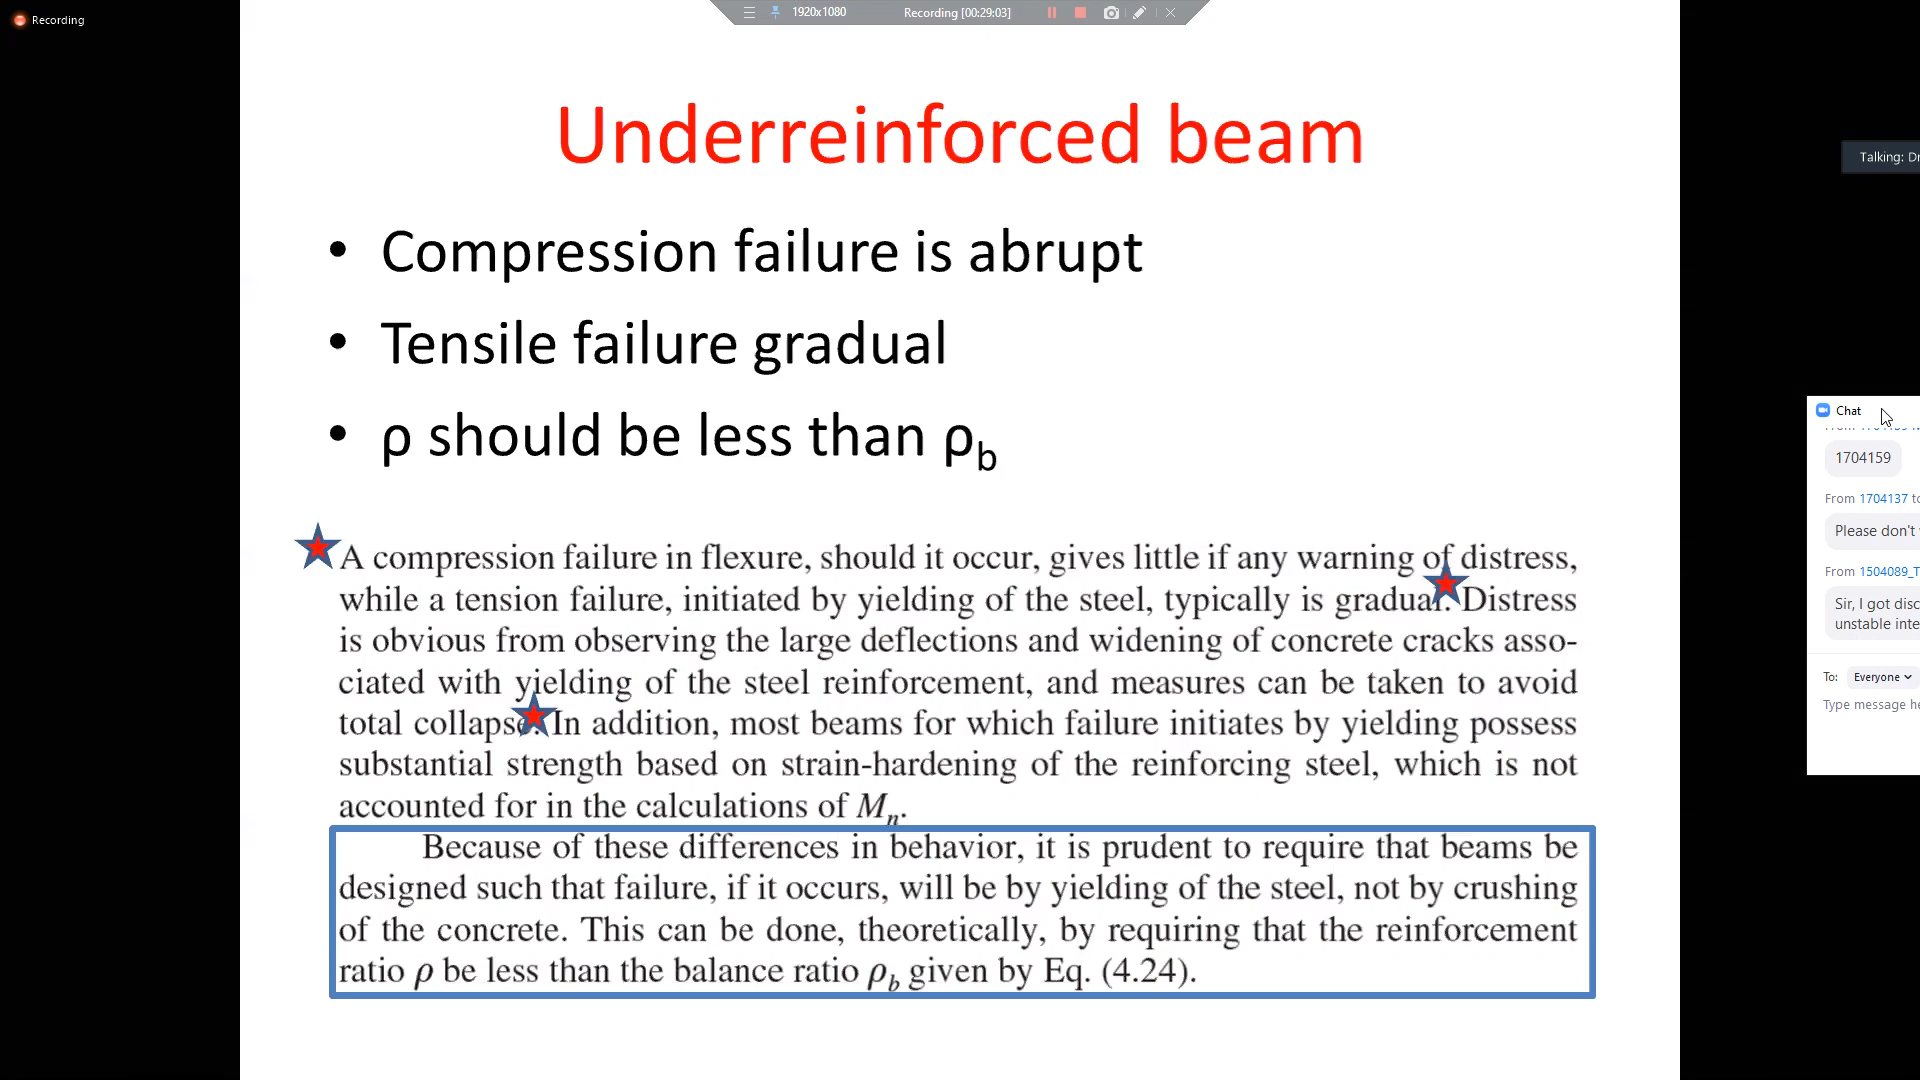 Recording
1920x1080
Recording [00:29:03]
Underreinforced beam
Talking:
• Compression failure is abrupt
• Tensile failure gradual
• ρ should be less than ρb
A compression failure in flexure, should it occur, gives little if any warning of distress,
while a tension failure, initiated by yielding of the steel, typically is gradual. Distress
is obvious from observing the large deflections and widening of concrete cracks asso-
ciated with yielding of the steel reinforcement, and measures can be taken to avoid
total collapse. In addition, most beams for which failure initiates by yielding possess
substantial strength based on strain-hardening of the reinforcing steel, which is not
accounted for in the calculations of Mn.
Because of these differences in behavior, it is prudent to require that beams be
designed such that failure, if it occurs, will be by yielding of the steel, not by crushing
of the concrete. This can be done, theoretically, by requiring that the reinforcement
ratio ρ be less than the balance ratio ρb given by Eq. (4.24).
Chat
1704159
From 1704137 to
Please don't
From 1504089_T
Sir, I got disc
unstable inte
To: Everyone
Type message he